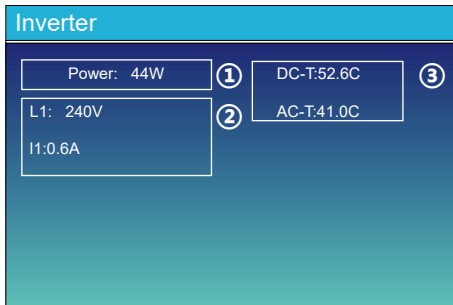 Inverter
Power: 44W
①
L1: 240V
I1:0.6A
②
DC-T:52.6C
AC-T:41.0C
③